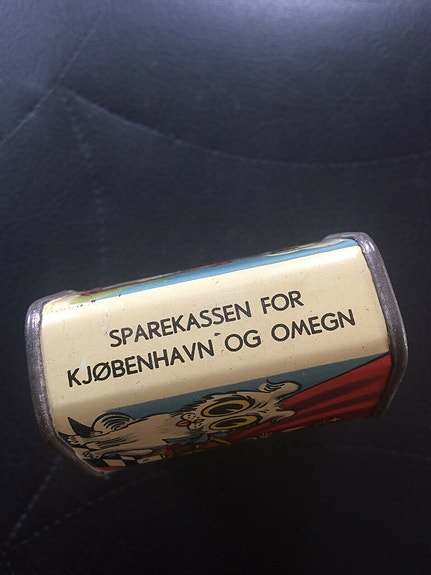 SPAREKASSEN FOR
KJØBENHAVN OG OMEGN